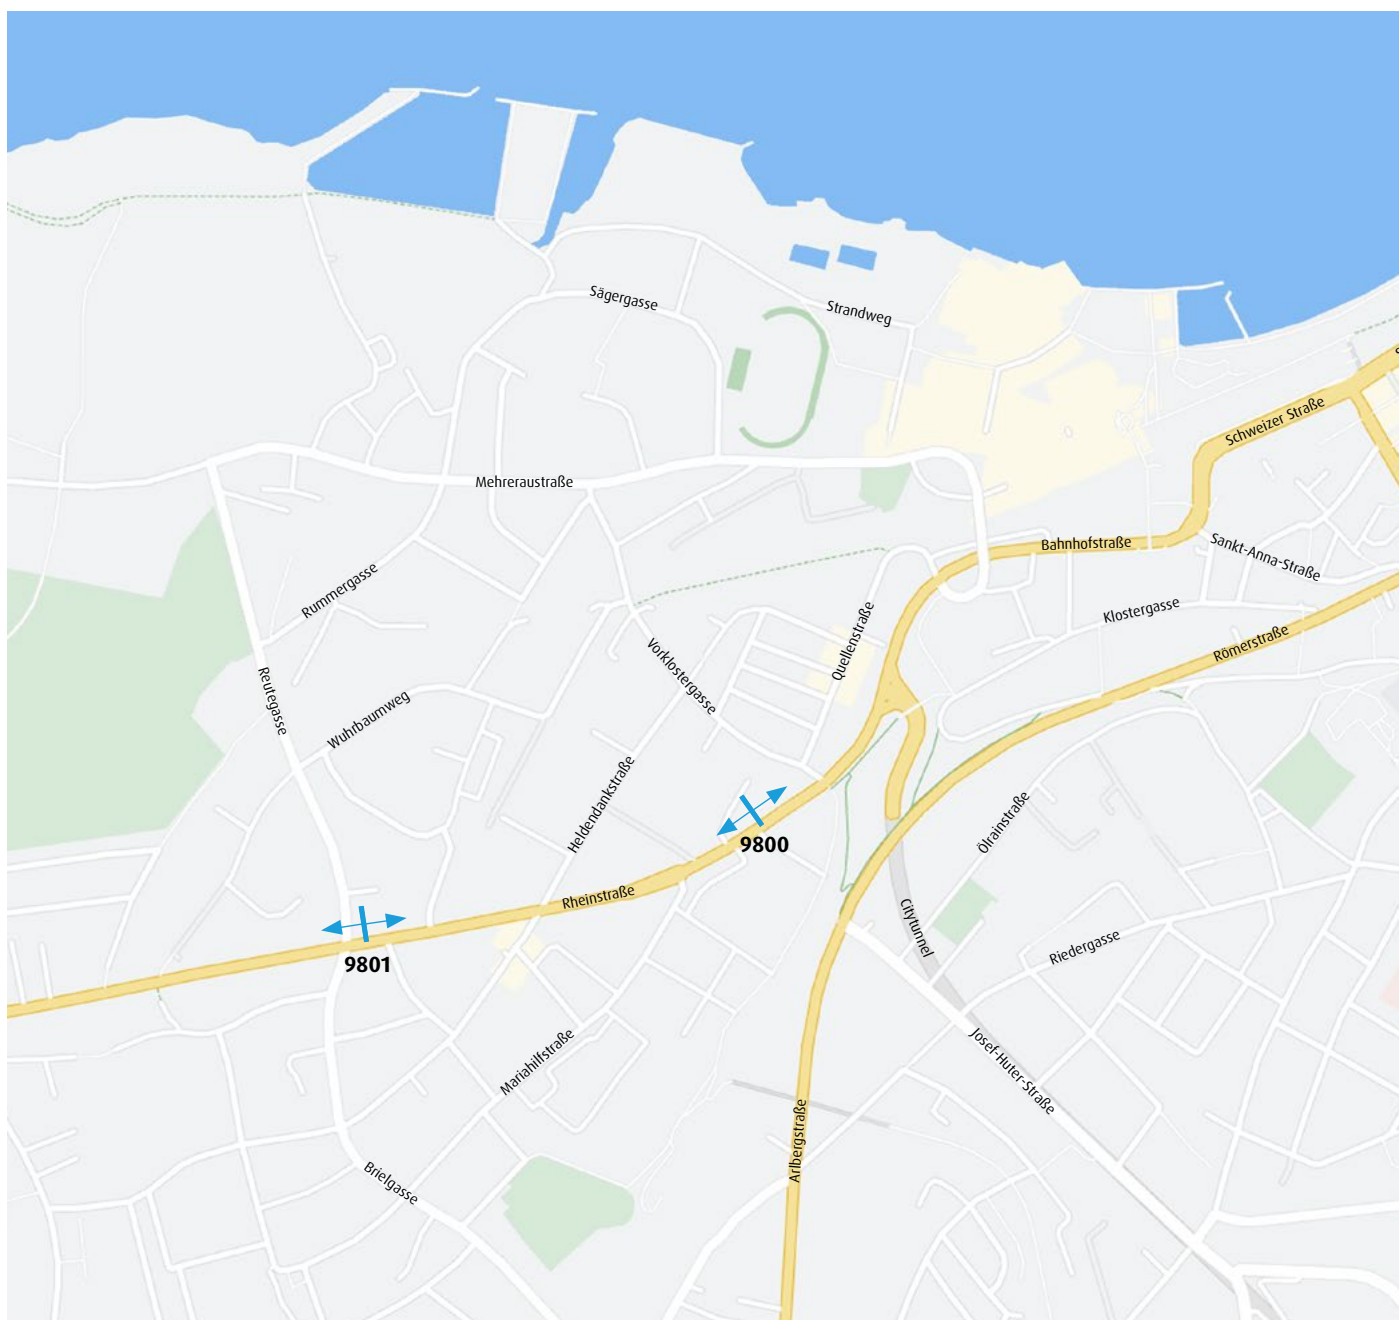 Sägergasse
Strandweg
Schweizer Straße
Mehreraustraße
Bahnhofstraße
Sankt-Anna-Straße
Rummergasse
Klostergasse
Quellenstraße
Römerstraße
Vorklostergasse
Reutegasse
Wuhrbaumweg
Heldendankstraße
Ölrainstraße
9800
Rheinstraße
Citytunnel
9801
Riedergasse
Mariahilfstraße
Josef-Huter-Straße
Arlbergstraße
Brielgasse